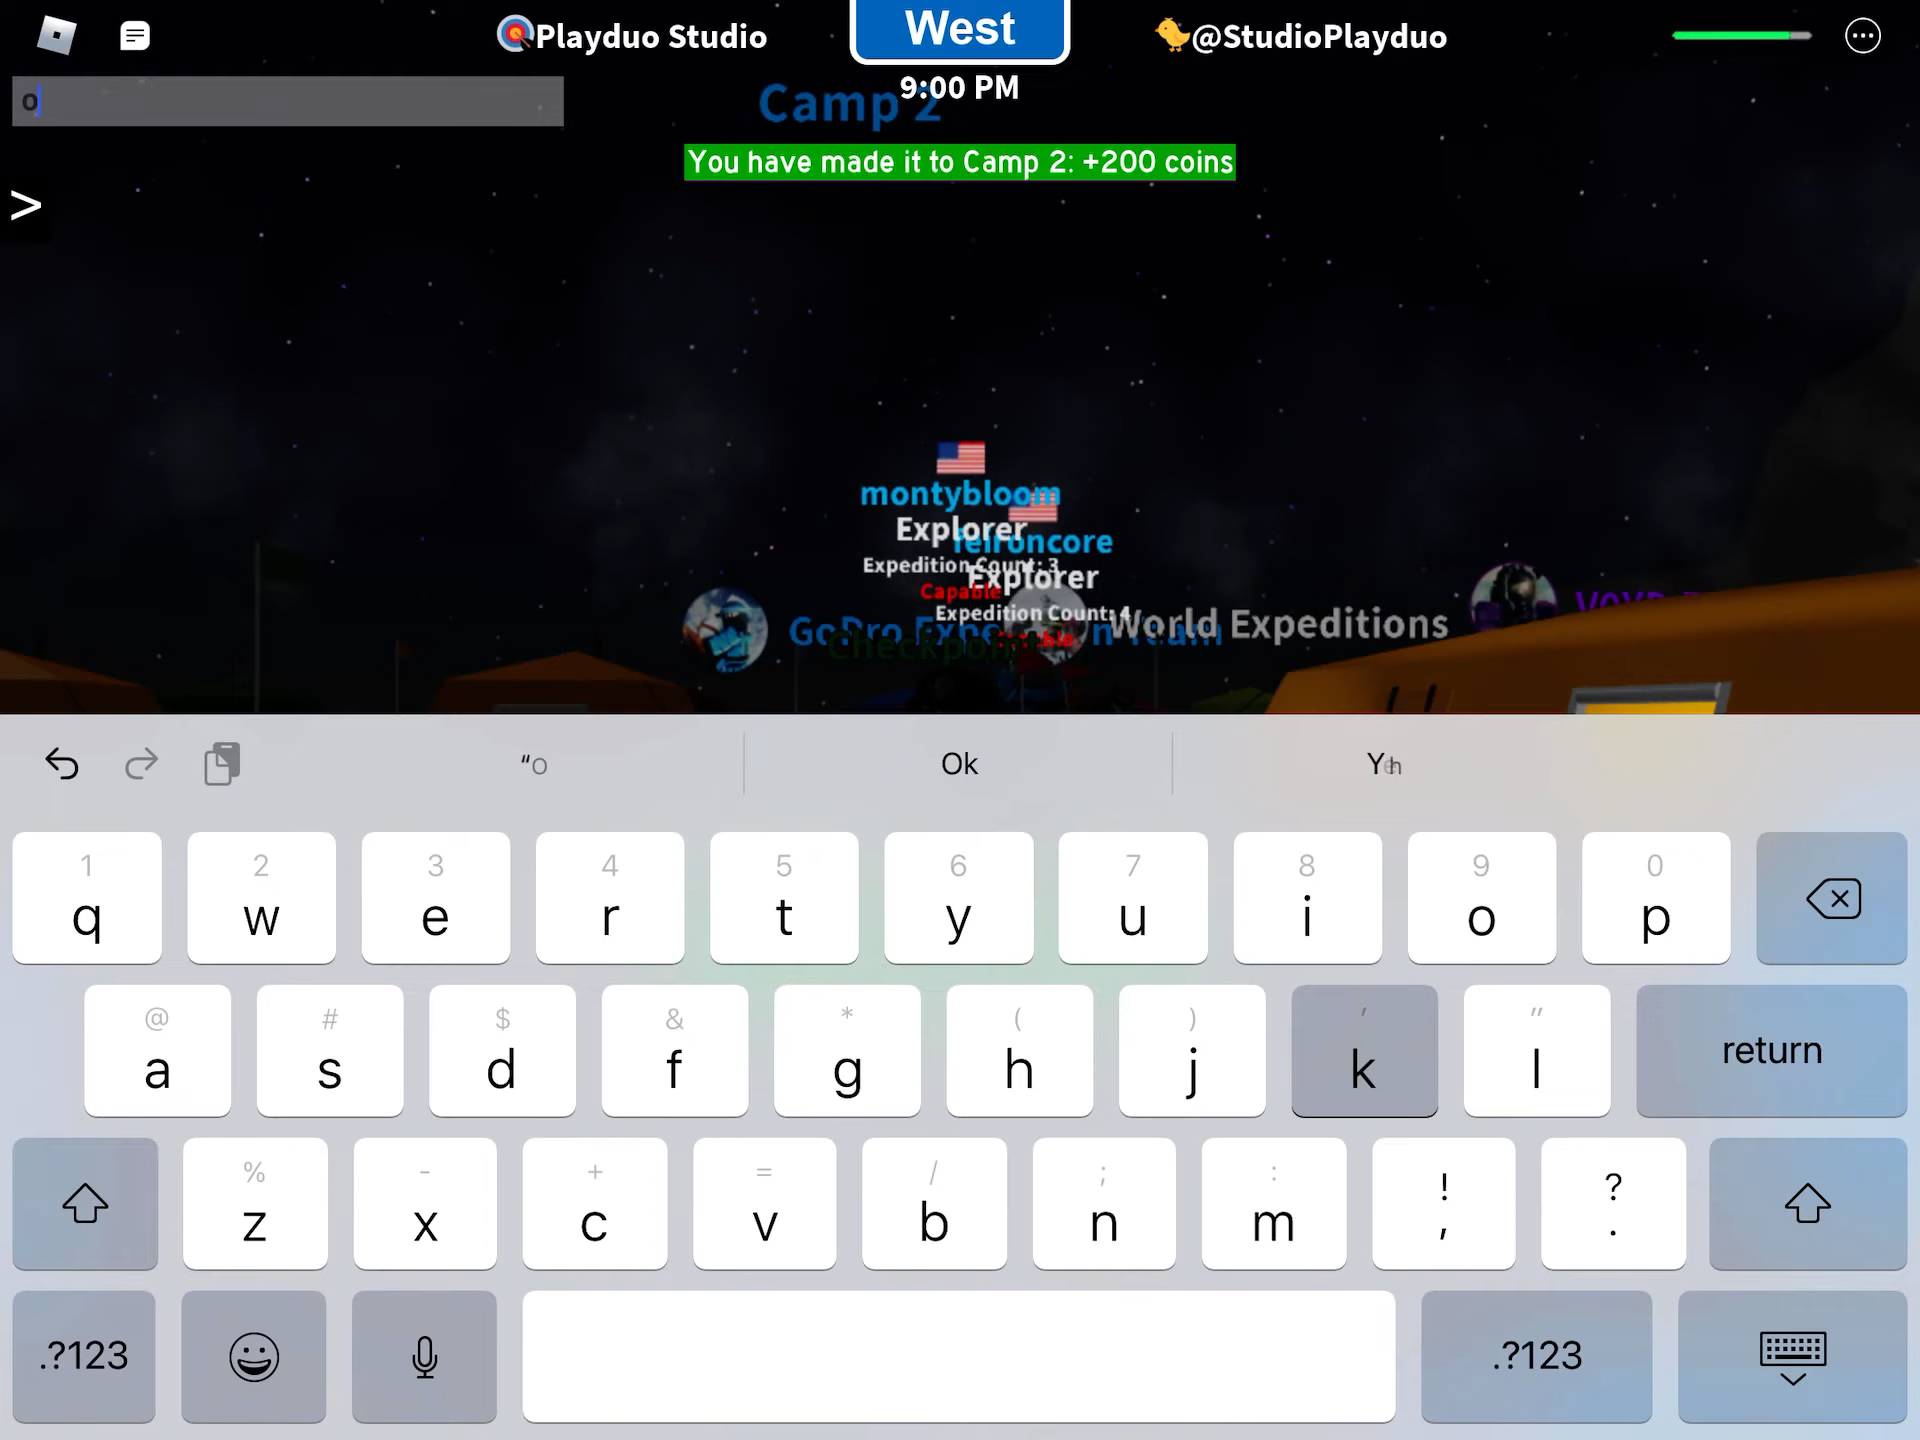 Playduo Studio
West
@StudioPlayduo
9:00 PM
o
Camp 2
You have made it to Camp 2: +200 coins
>
montybloom
Explorer
feironcore
Expedition Count: 3
Explorer
Capable
Expedition Count: 4
World Expeditions
Checkpoint
“o
Ok
1 2 3 4 5 6 7 8 9 0
q w e r t y u i o p
@ # $ & * ( ) ' "
a s d f g h j k l return
% - + = / ; : ! ?
z x c v b n m , .
.?123 .?123